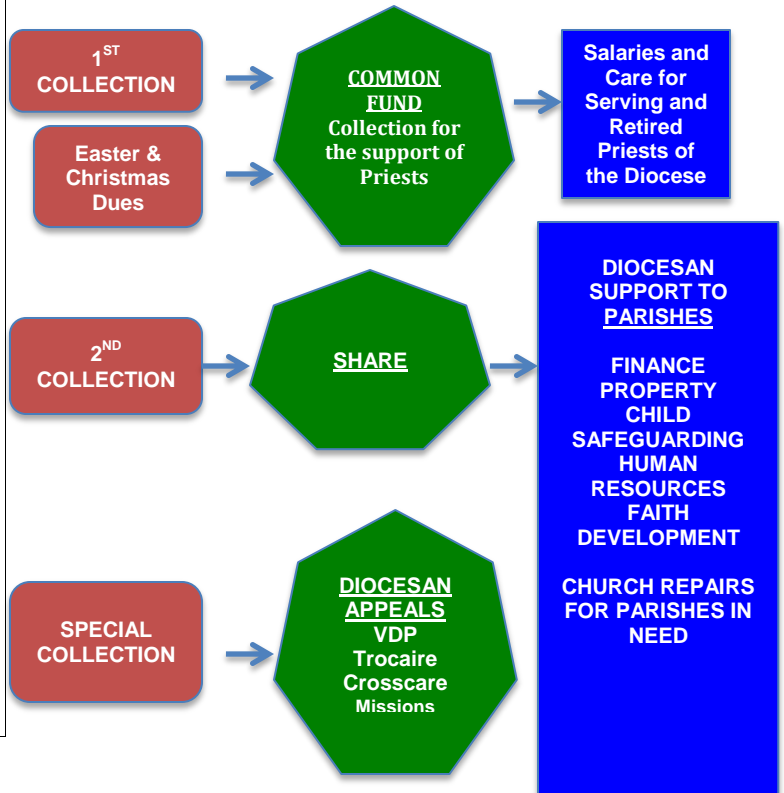 1ST
COLLECTION
Easter &
Christmas
Dues
COMMON
FUND
Collection for
the support of
Priests
Salaries and
Care for
Serving and
Retired
Priests of
the Diocese
2ND
COLLECTION
SHARE
DIOCESAN
SUPPORT TO
PARISHES
FINANCE
PROPERTY
CHILD
SAFEGUARDING
HUMAN
RESOURCES
FAITH
DEVELOPMENT
CHURCH REPAIRS
FOR PARISHES IN
NEED
SPECIAL
COLLECTION
DIOCESAN
APPEALS
VDP
Trocaire
Crosscare
Missions